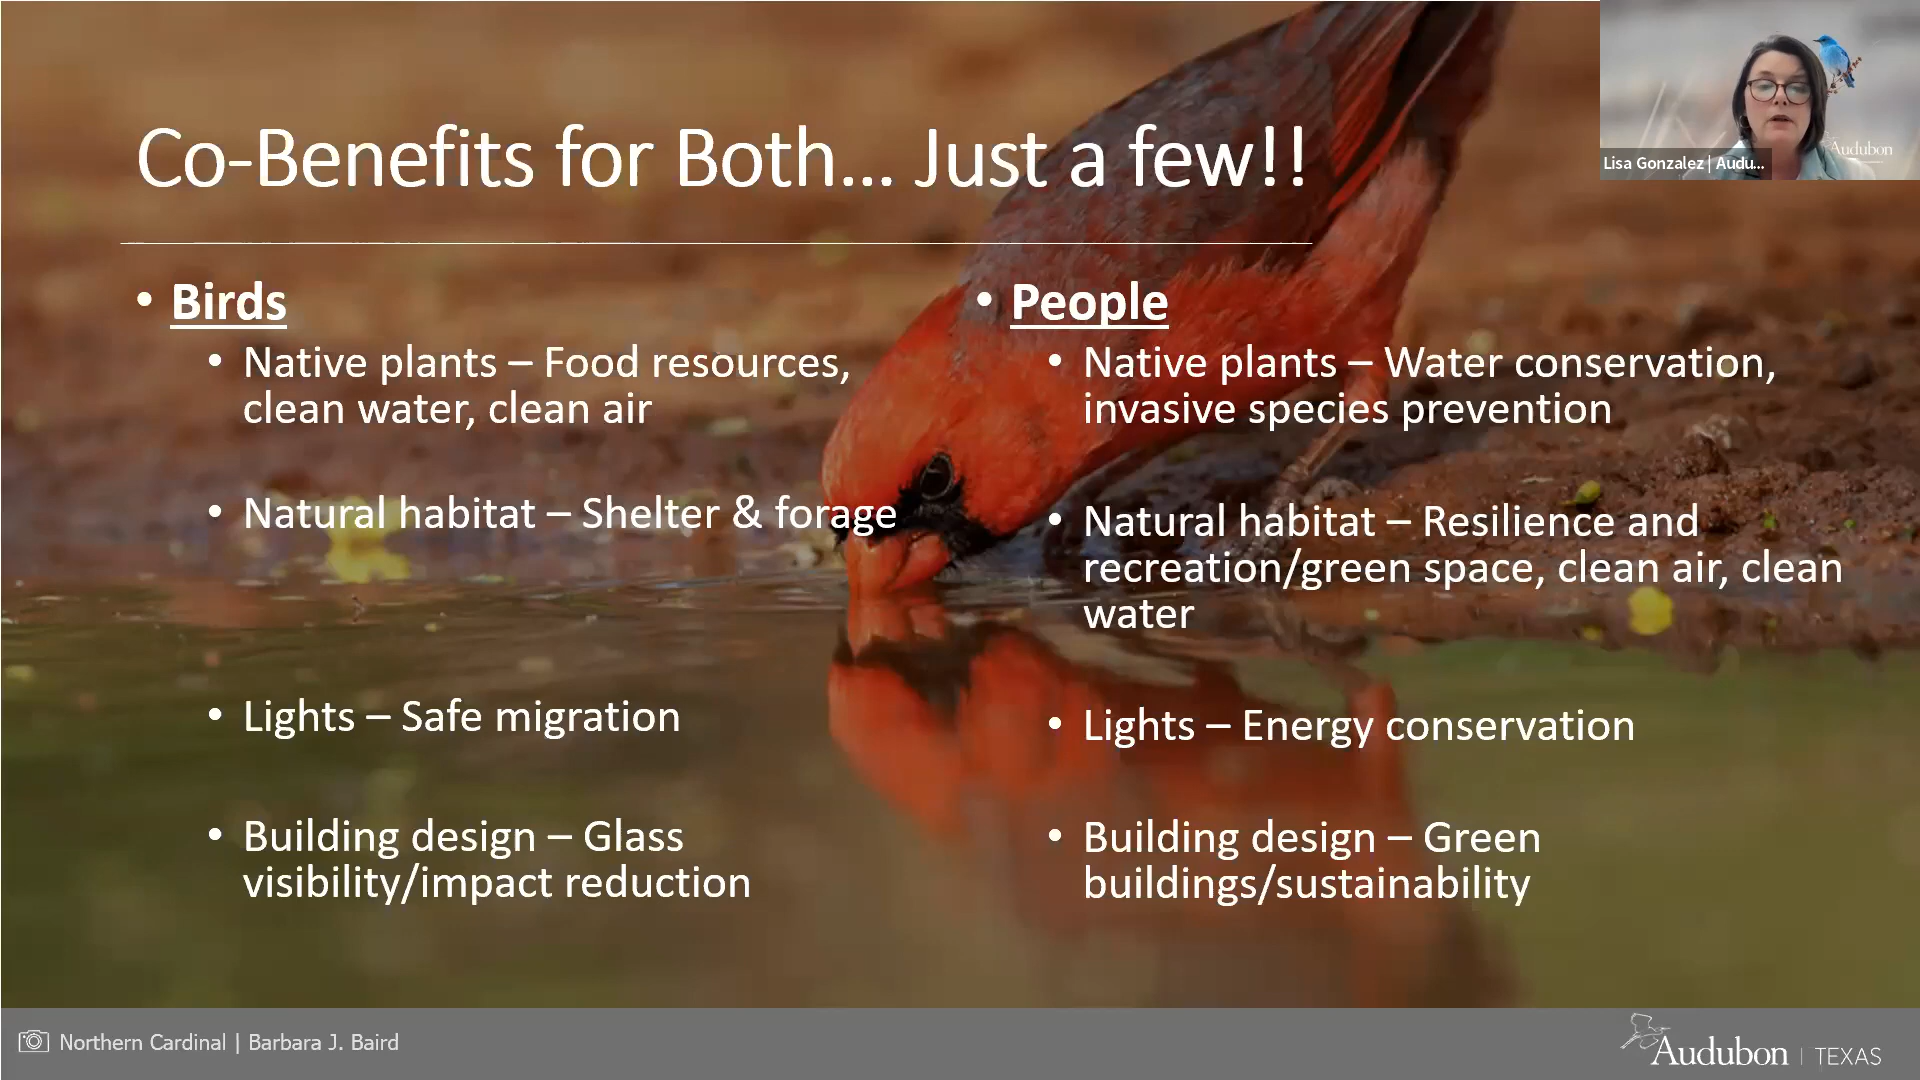 Co-Benefits for Both... Just a few!!
• Birds
• Native plants – Food resources,
clean water, clean air
• Natural habitat – Shelter & forage
• Lights – Safe migration
• Building design – Glass
visibility/impact reduction
• People
• Native plants – Water conservation,
invasive species prevention
• Natural habitat – Resilience and
recreation/green space, clean air, clean
water
• Lights – Energy conservation
• Building design – Green
buildings/sustainability
Lisa Gonzalez | Audu...
Audubon
Northern Cardinal | Barbara J. Baird
Audubon | TEXAS